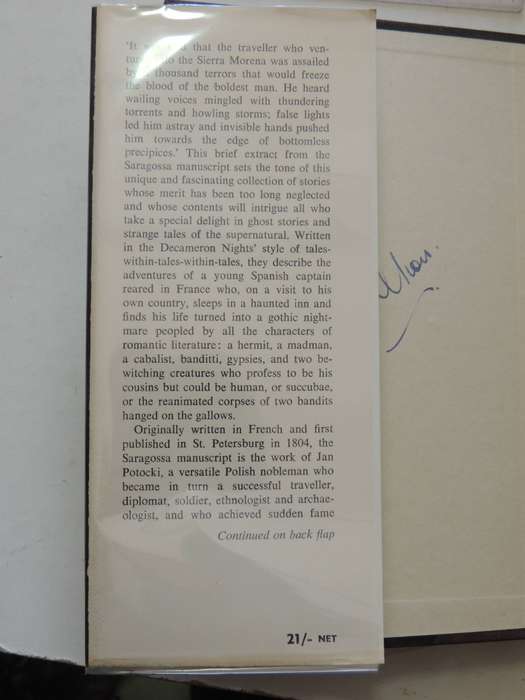 'It w   s that the traveller who ven-
tur   o the Sierra Morena was assailed
by   thousand terrors that would freeze
the blood of the boldest man. He heard
wailing voices mingled with thundering
torrents and howling storms; false lights
led him astray and invisible hands pushed
him towards the edge of bottomless
precipices.' This brief extract from the
Saragossa manuscript sets the tone of this
unique and fascinating collection of stories
whose merit has been too long neglected
and whose contents will intrigue all who
take a special delight in ghost stories and
strange tales of the supernatural. Written
in the Decameron Nights' style of tales-
within-tales-within-tales, they describe the
adventures of a young Spanish captain
reared in France who, on a visit to his
own country, sleeps in a haunted inn and
finds his life turned into a gothic night-
mare peopled by all the characters of
romantic literature: a hermit, a madman,
a cabalist, banditti, gypsies, and two be-
witching creatures who profess to be his
cousins but could be human, or succubae,
or the reanimated corpses of two bandits
hanged on the gallows.
Originally written in French and first
published in St. Petersburg in 1804, the
Saragossa manuscript is the work of Jan
Potocki, a versatile Polish nobleman who
became in turn a successful traveller,
diplomat, soldier, ethnologist and archae-
ologist, and who achieved sudden fame
Continued on back flap
21/- NET